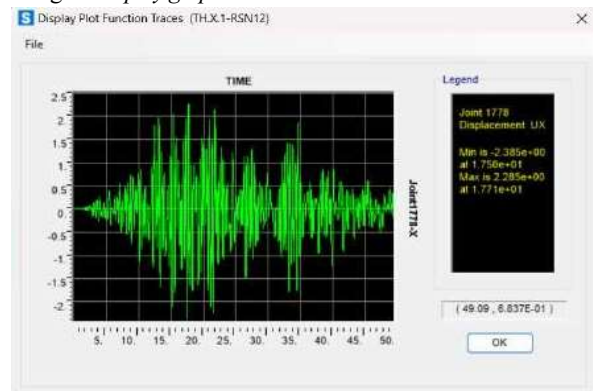 S Display Plot Function Traces (TH.X.1-RSN12)
File
TIME
2.5
2.
1.5
1.
0.5
0.
-0.5
-1.
-1.5
-2.
5. 10. 15. 20. 25. 30. 35. 40. 45. 50.
Joint1778-X
Legend
Joint 1778
Displacement UX
Min is -2.385e+00
at 1.756e+01
Max is 2.285e+00
at 1.771e+01
( 49.09 , 6.837E-01 )
OK